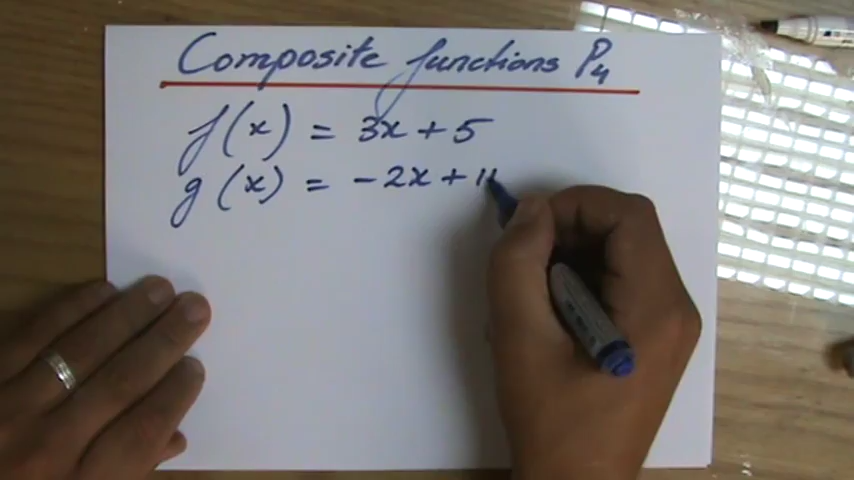 Composite functions P4
f(x) = 3x + 5
g(x) = -2x + 11